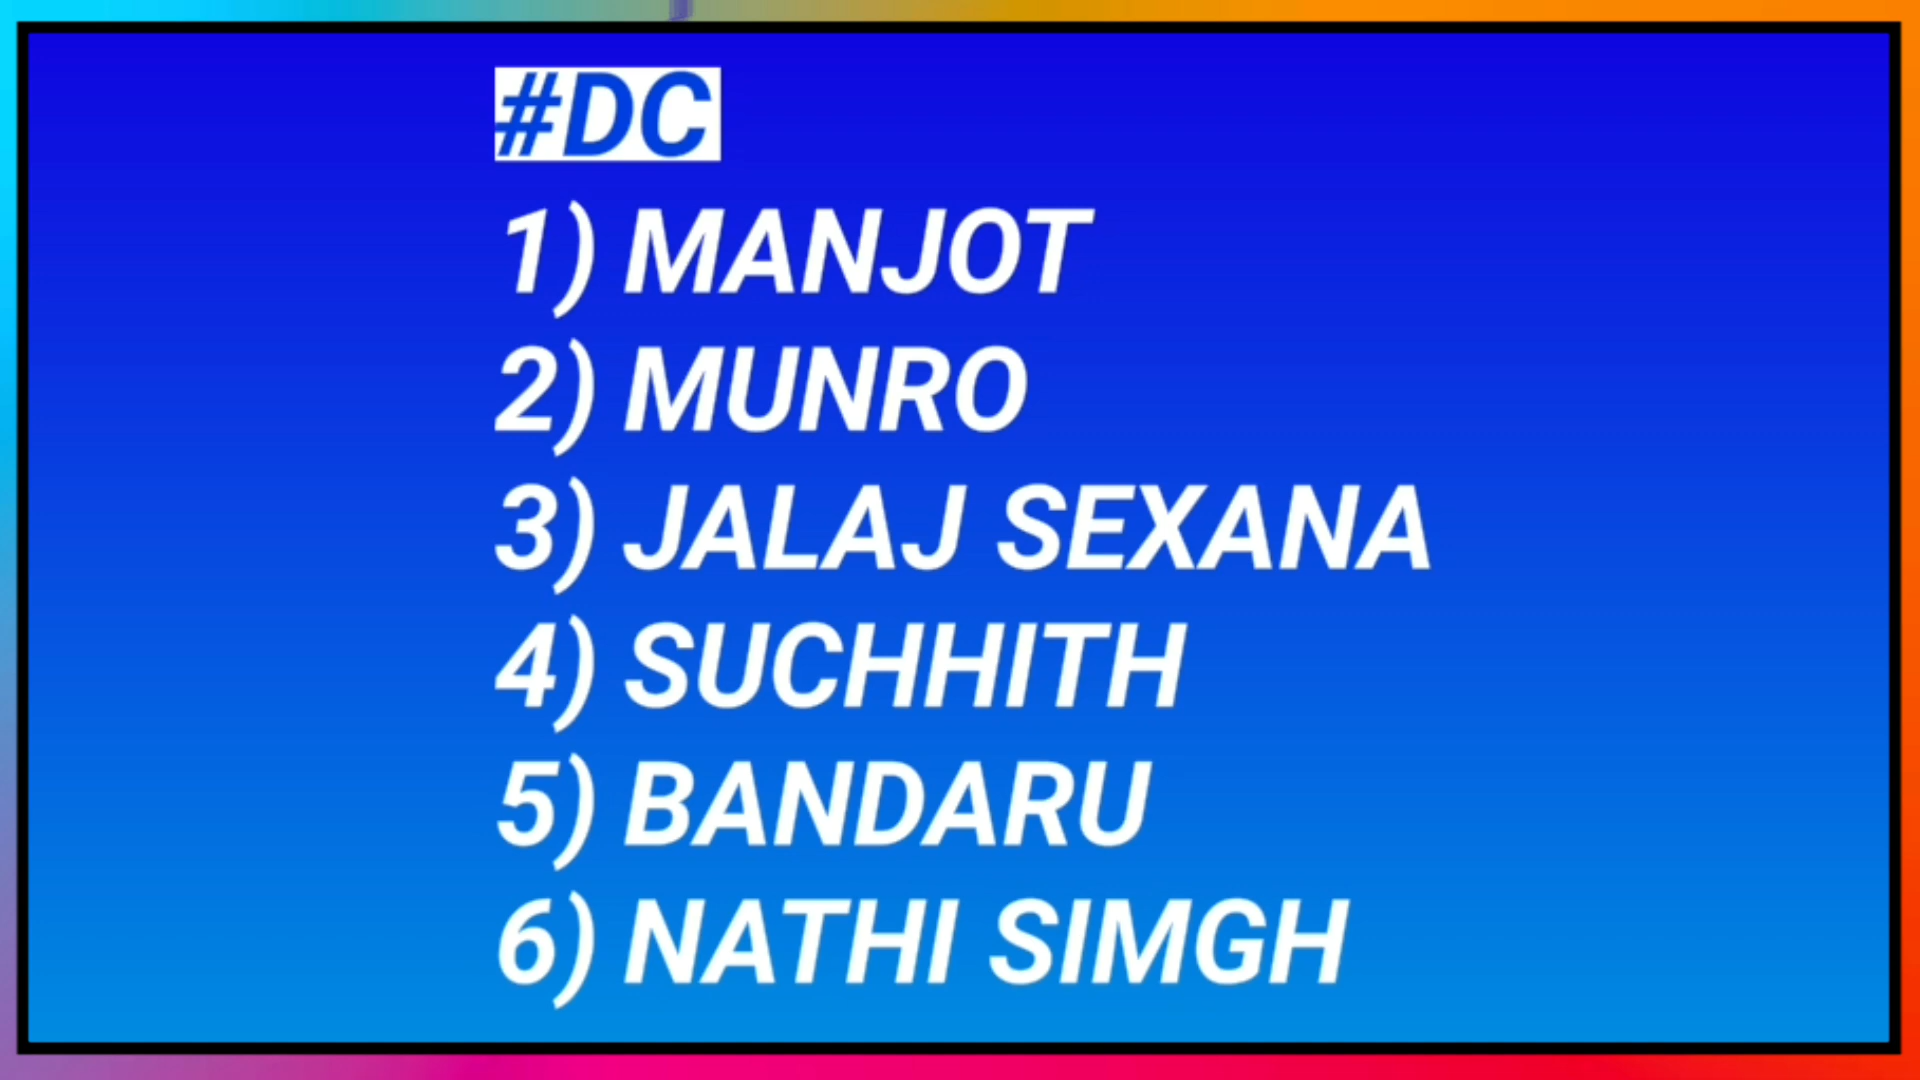 #DC
1) MANJOT
2) MUNRO
3) JALAJ SEXANA
4) SUCHHITH
5) BANDARU
6) NATHI SIMGH